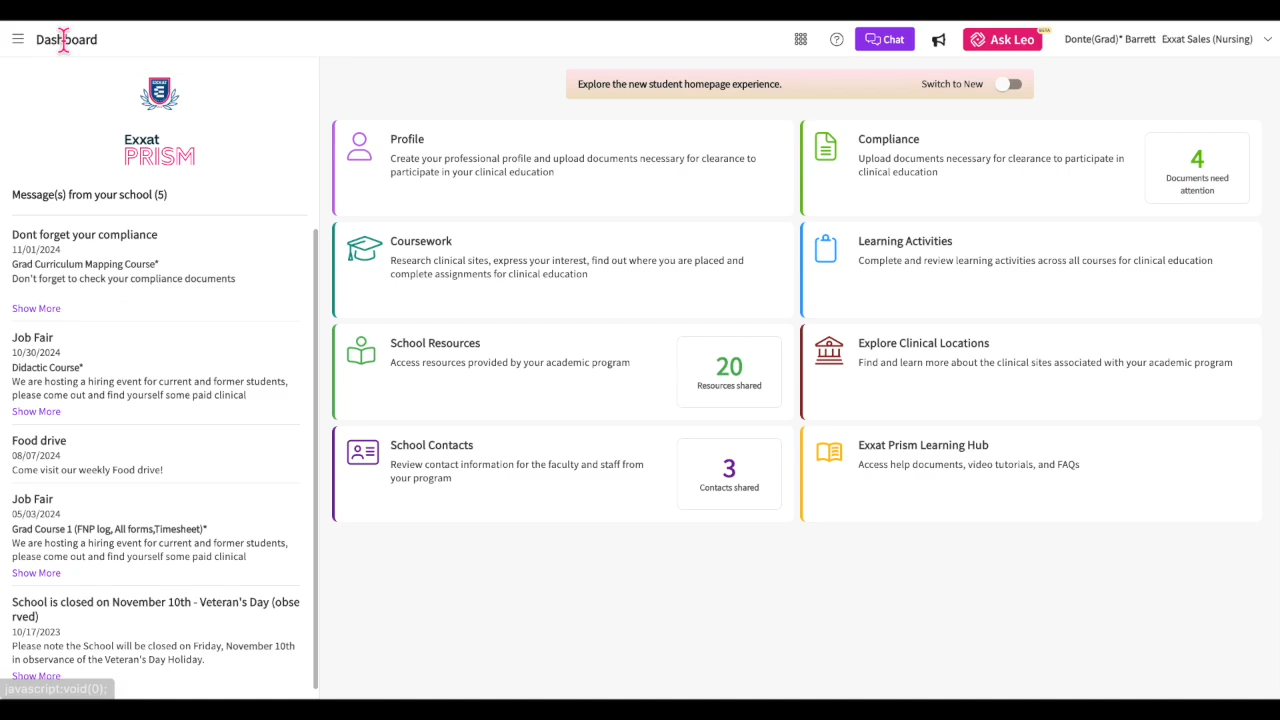 Dashboard
Chat
Ask Leo
BETA
Donte(Grad)* Barrett
Exxat Sales (Nursing)
EXXAT
Exxat
PRISM
Message(s) from your school (5)
Dont forget your compliance
11/01/2024
Grad Curriculum Mapping Course*
Don't forget to check your compliance documents
Show More
Job Fair
10/30/2024
Didactic Course*
We are hosting a hiring event for current and former students,
please come out and find yourself some paid clinical
Show More
Food drive
08/07/2024
Come visit our weekly Food drive!
Job Fair
05/03/2024
Grad Course 1 (FNP log, All forms,Timesheet)*
We are hosting a hiring event for current and former students,
please come out and find yourself some paid clinical
Show More
School is closed on November 10th - Veteran's Day (obse
rved)
10/17/2023
Please note the School will be closed on Friday, November 10th
in observance of the Veteran's Day Holiday.
Show More
javascript:void(0);
Explore the new student homepage experience.
Switch to New
Profile
Create your professional profile and upload documents necessary for clearance to
participate in your clinical education
Compliance
Upload documents necessary for clearance to participate in
clinical education
4
Documents need
attention
Coursework
Research clinical sites, express your interest, find out where you are placed and
complete assignments for clinical education
Learning Activities
Complete and review learning activities across all courses for clinical education
School Resources
Access resources provided by your academic program
20
Resources shared
Explore Clinical Locations
Find and learn more about the clinical sites associated with your academic program
School Contacts
Review contact information for the faculty and staff from
your program
3
Contacts shared
Exxat Prism Learning Hub
Access help documents, video tutorials, and FAQs